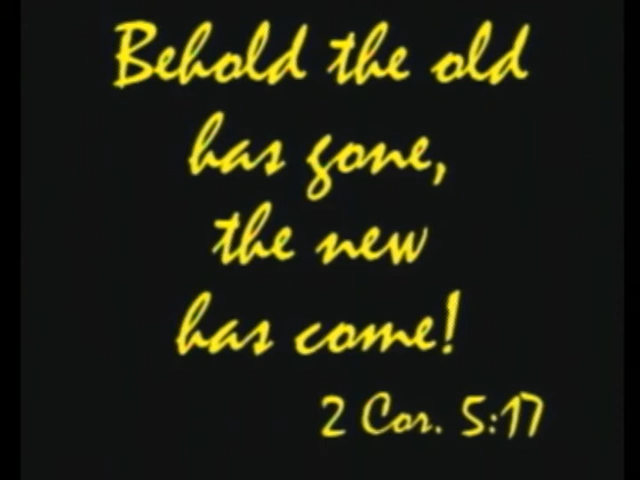 Behold the old
has gone,
the new
has come!
2 Cor. 5:17